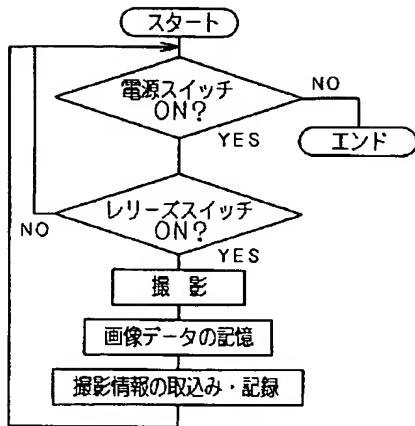 スタート
電源スイッチ
ON?
NO
YES
エンド
レリーズスイッチ
ON?
NO
YES
撮 影
画像データの記憶
撮影情報の取込み・記録